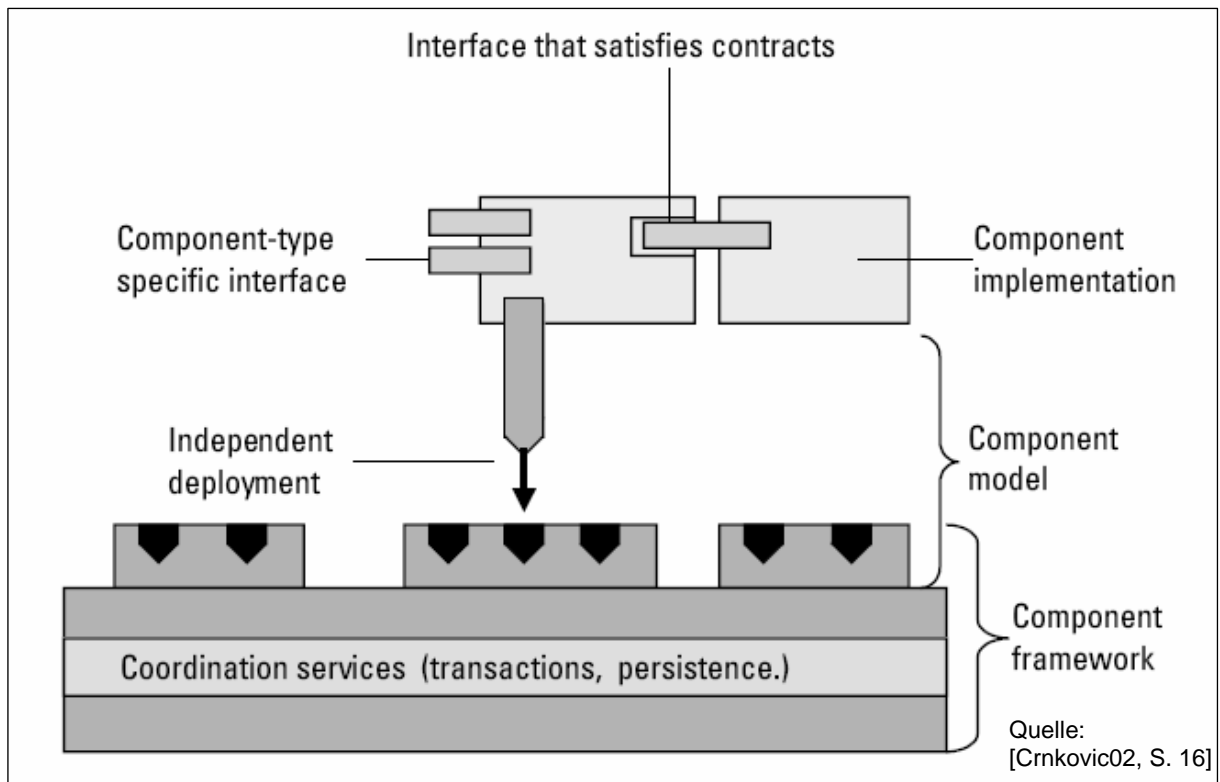 Interface that satisfies contracts
Component-type
specific interface
Component
implementation
Independent
deployment
Component
model
Component
framework
Coordination services (transactions, persistence.)
Quelle:
[Crnkovic02, S. 16]